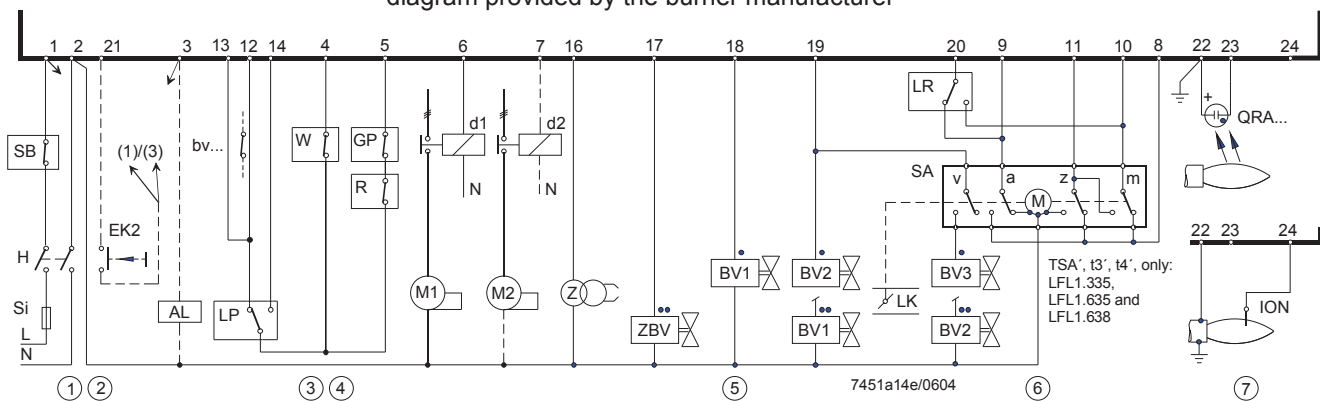 diagram provided by the burner manufacturer
1 2 21 3 13 12 14 4 5 6 7 16 17 18 19 20 9 11 10 8 22 23 24
LR
+
QRA...
d1 d2
SB (1)/(3) bv... W GP
N N
R
SA v a z m
M
EK2
H
BV1 BV2 BV3
TSA´, t3´, t4´, only:
LFL1.335,
LFL1.635 and
LFL1.638
22 23 24
M1 M2 Z
LK
ION
Si AL LP
L
ZBV BV1 BV2
N
1 2 3 4 5 7451a14e/0604 6 7